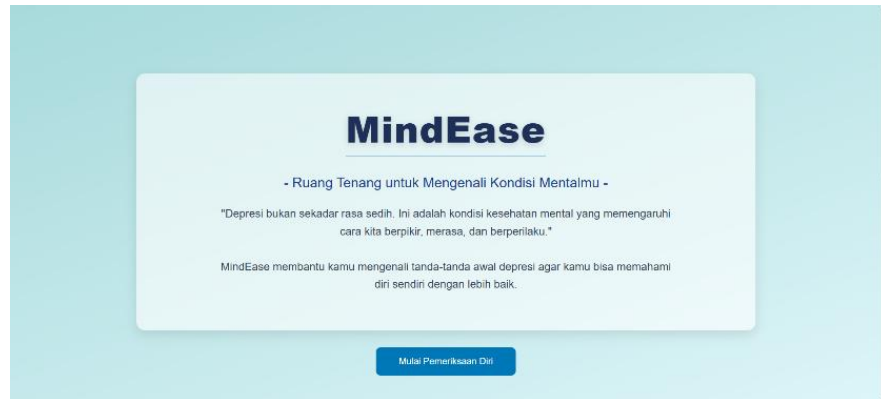 MindEase
- Ruang Tenang untuk Mengenali Kondisi Mentalmu -
"Depresi bukan sekadar rasa sedih. Ini adalah kondisi kesehatan mental yang memengaruhi
cara kita berpikir, merasa, dan berperilaku."
MindEase membantu kamu mengenali tanda-tanda awal depresi agar kamu bisa memahami
diri sendiri dengan lebih baik.
Mulai Pemeriksaan Diri